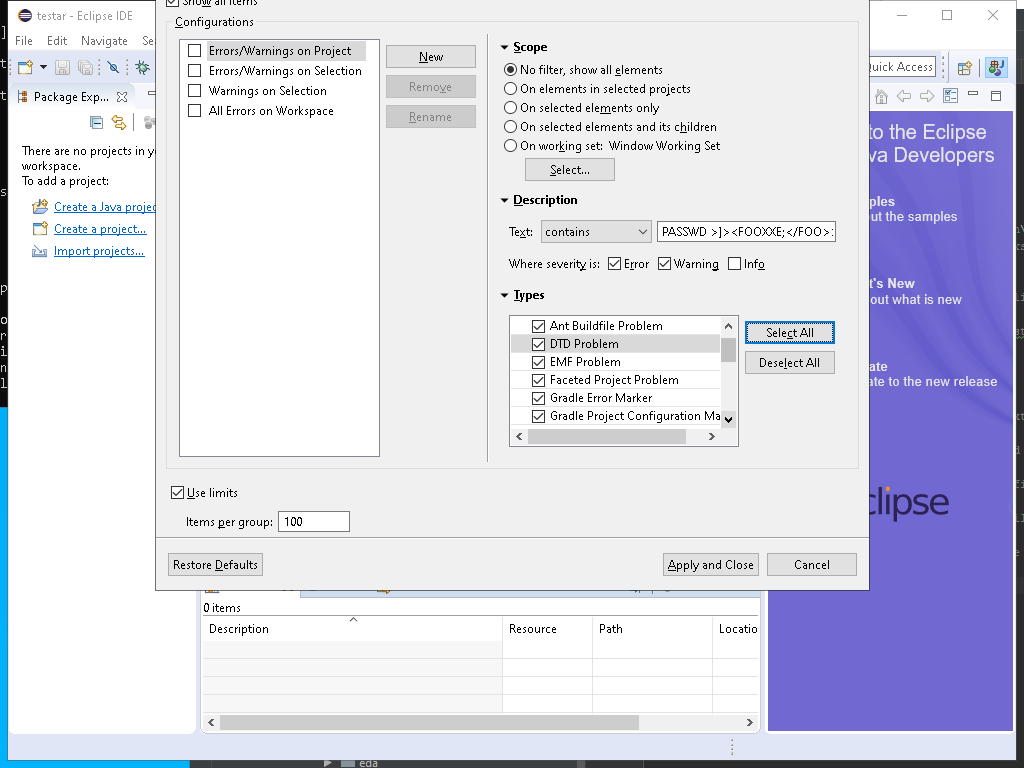 Show all items
testar - Eclipse IDE
Configurations
File Edit Navigate Se
Errors/Warnings on Project
Errors/Warnings on Selection
Warnings on Selection
All Errors on Workspace
New
Remove
Rename
Scope
No filter, show all elements
On elements in selected projects
On selected elements only
On selected elements and its children
On working set: Window Working Set
Select...
Description
Text: contains PASSWD >]><FOOXXE;</FOO>
Where severity is: Error Warning Info
Types
Ant Buildfile Problem
DTD Problem
EMF Problem
Faceted Project Problem
Gradle Error Marker
Gradle Project Configuration Ma
Select All
Deselect All
Use limits
Items per group: 100
Restore Defaults
Apply and Close
Cancel
Package Exp...
There are no projects in y
workspace.
To add a project:
Create a Java projec
Create a project...
Import projects...
Quick Access
to the Eclipse
va Developers
ples
out the samples
t's New
out what is new
ate
ate to the new release
clipse
0 items
Description Resource Path Locatio
eda